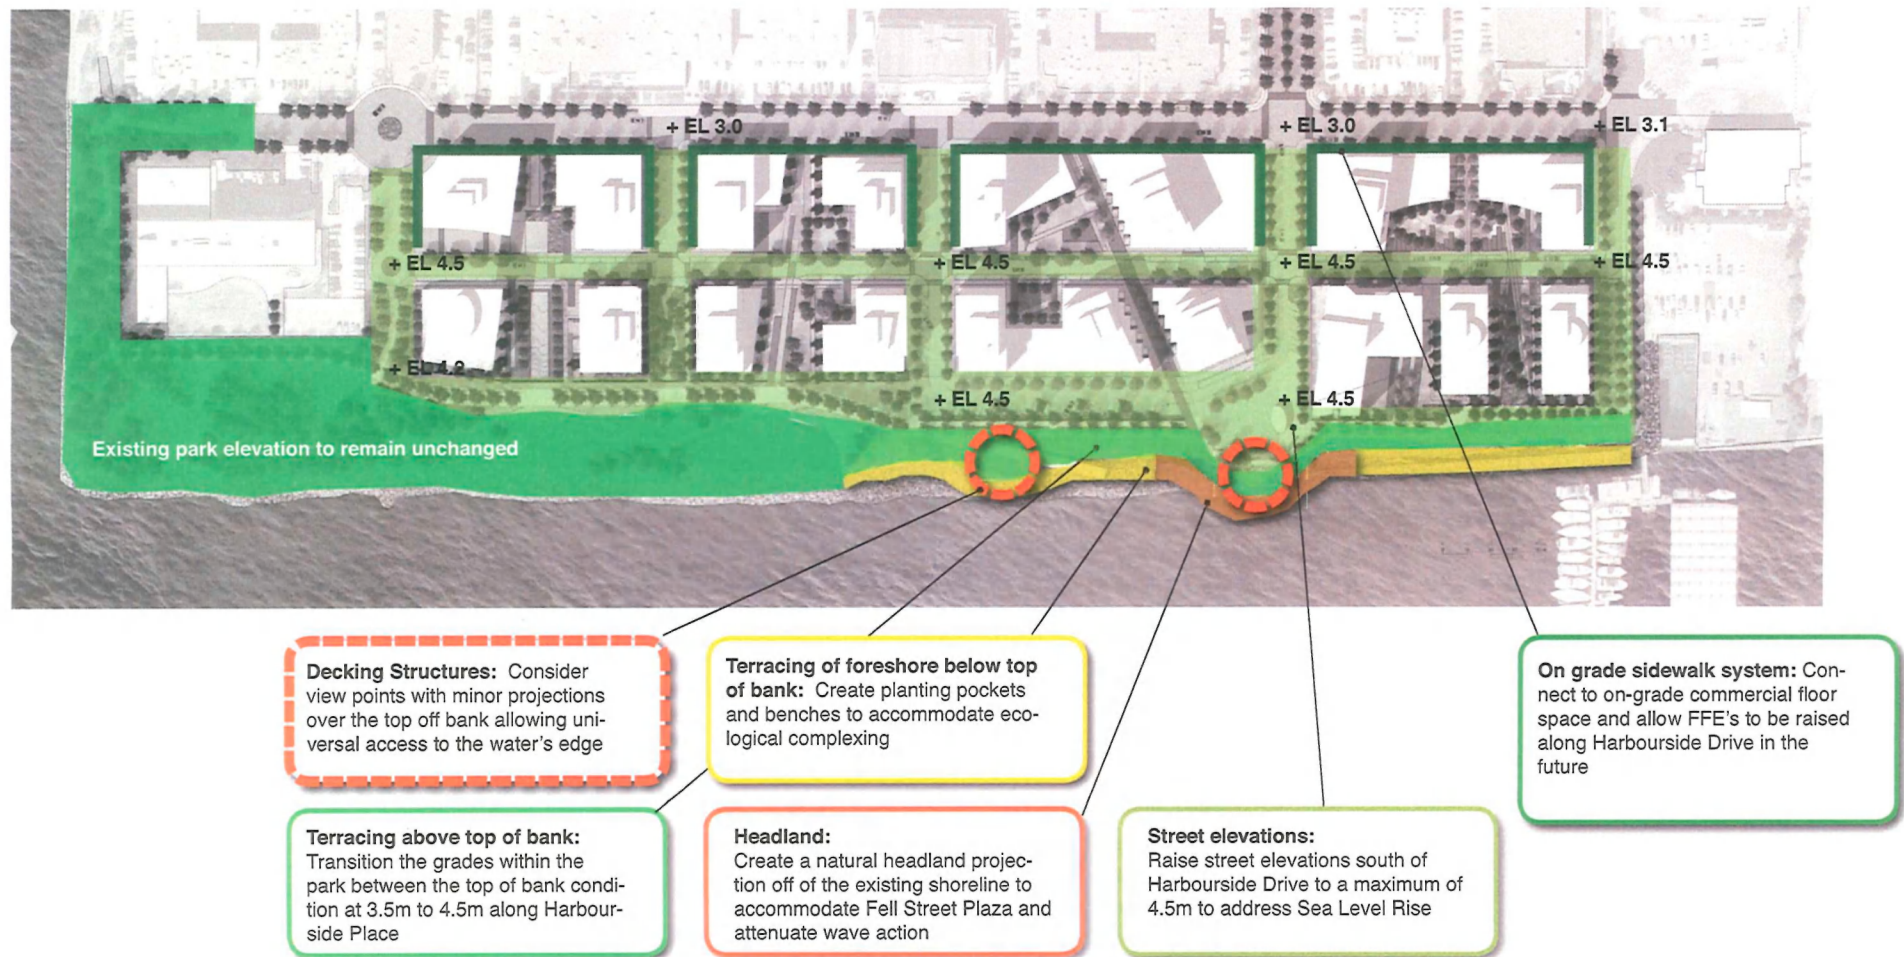 + EL 3.0
+ EL 3.0
+ EL 3.1
+ EL 4.5
+ EL 4.5
+ EL 4.5
+ EL 4.5
+ EL 4.2
+ EL 4.5
+ EL 4.5
Existing park elevation to remain unchanged
Decking Structures: Consider
view points with minor projections
over the top off bank allowing uni-
versal access to the water's edge
Terracing of foreshore below top
of bank: Create planting pockets
and benches to accommodate eco-
logical complexing
On grade sidewalk system: Con-
nect to on-grade commercial floor
space and allow FFE's to be raised
along Harbourside Drive in the
future
Terracing above top of bank:
Transition the grades within the
park between the top of bank condi-
tion at 3.5m to 4.5m along Harbour-
side Place
Headland:
Create a natural headland projec-
tion off of the existing shoreline to
accommodate Fell Street Plaza and
attenuate wave action
Street elevations:
Raise street elevations south of
Harbourside Drive to a maximum of
4.5m to address Sea Level Rise